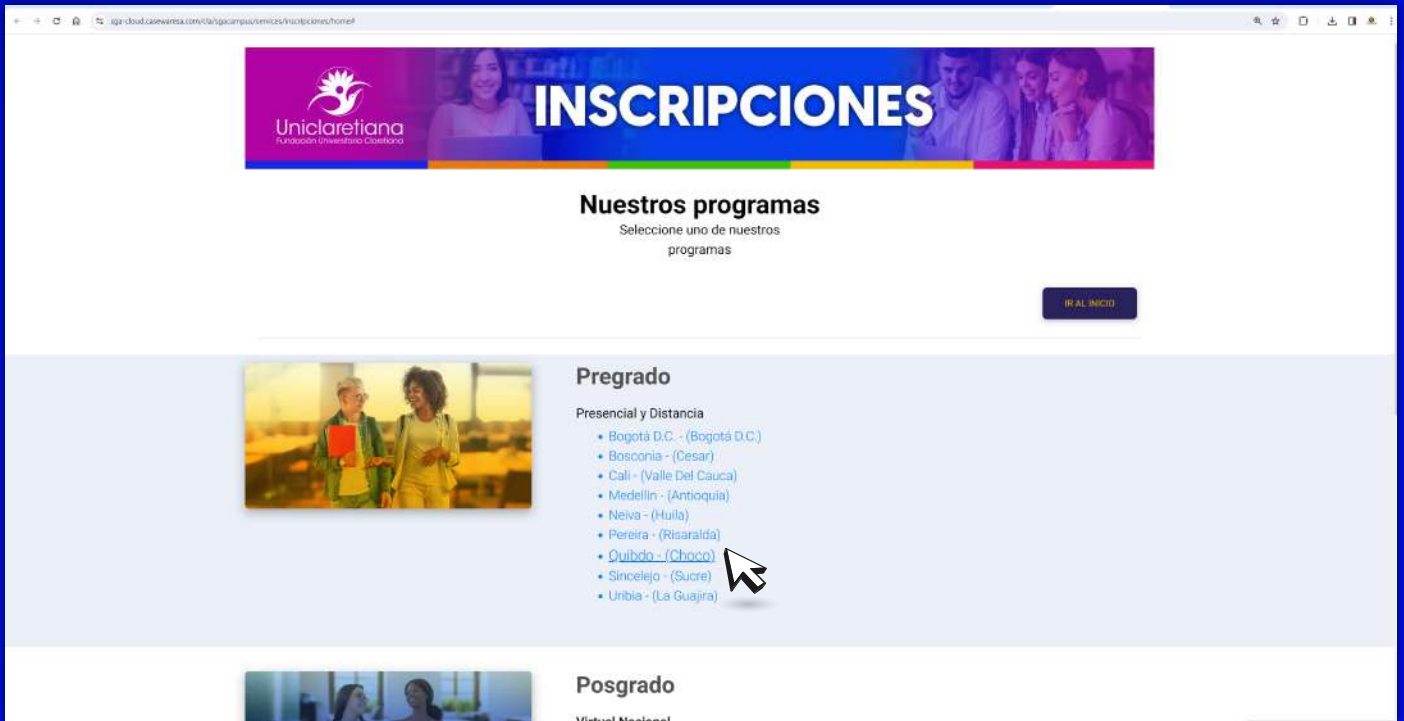 sga-cloud.casewaresa.com/t/a/sgacampus/services/inscripciones/home#
Uniclaretiana
Fundación Universitaria Claretiana
INSCRIPCIONES
Nuestros programas
Seleccione uno de nuestros
programas
IR AL INICIO
Pregrado
Presencial y Distancia
• Bogotá D.C. - (Bogotá D.C.)
• Bosconia - (Cesar)
• Cali - (Valle Del Cauca)
• Medellin - (Antioquia)
• Neiva - (Huila)
• Pereira - (Risaralda)
• Quibdo - (Choco)
• Sincelejo - (Sucre)
• Uribia - (La Guajira)
Posgrado
Virtual Nacional